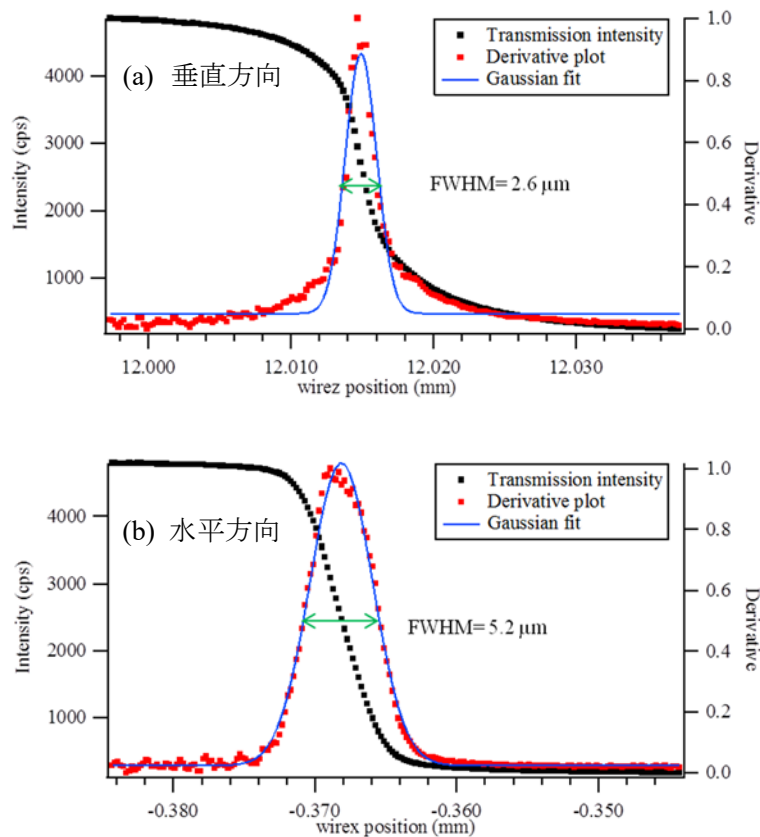 Transmission intensity
Derivative plot
Gaussian fit
(a) 垂直方向
FWHM= 2.6 μm
Intensity (cps)
4000
3000
2000
1000
1.0
0.8
0.6
0.4
0.2
0.0
Derivative
12.000 12.010 12.020 12.030
wirez position (mm)
Transmission intensity
Derivative plot
Gaussian fit
(b) 水平方向
FWHM= 5.2 μm
Intensity (cps)
4000
3000
2000
1000
1.0
0.8
0.6
0.4
0.2
0.0
Derivative
-0.380 -0.370 -0.360 -0.350
wirex position (mm)